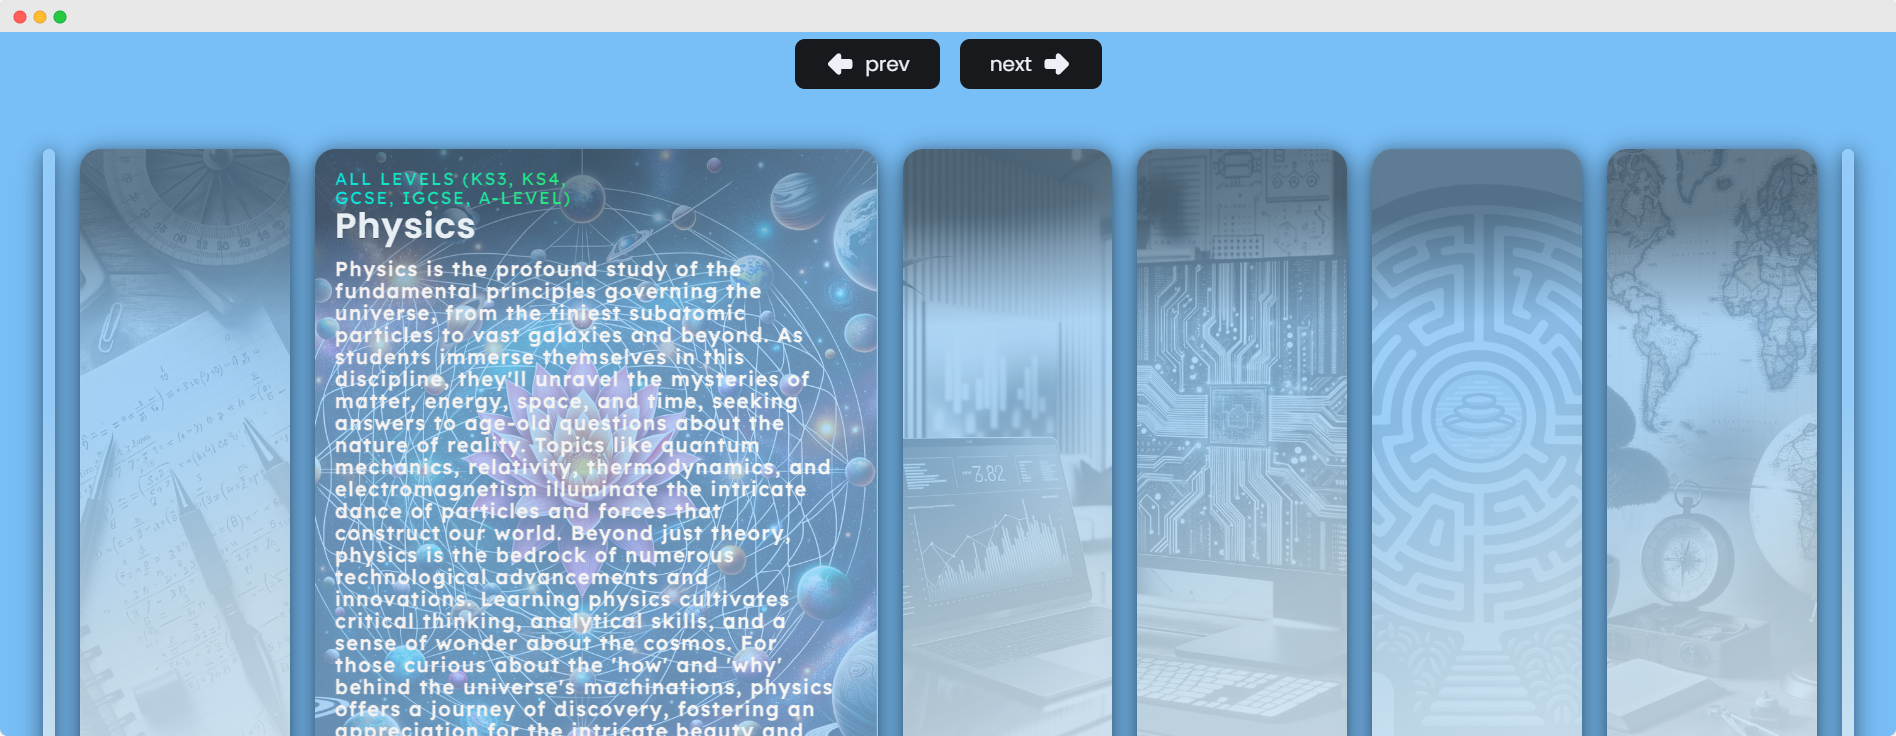 prev
next
ALL LEVELS (KS3, KS4,
GCSE, IGCSE, A-LEVEL)
Physics
Physics is the profound study of the
fundamental principles governing the
universe, from the tiniest subatomic
particles to vast galaxies and beyond. As
students immerse themselves in this
discipline, they'll unravel the mysteries of
matter, energy, space, and time, seeking
answers to age-old questions about the
nature of reality. Topics like quantum
mechanics, relativity, thermodynamics, and
electromagnetism illuminate the intricate
dance of particles and forces that
construct our world. Beyond just theory,
physics is the bedrock of numerous
technological advancements and
innovations. Learning physics cultivates
critical thinking, analytical skills, and a
sense of wonder about the cosmos. For
those curious about the 'how' and 'why'
behind the universe's machinations, physics
offers a journey of discovery, fostering an
appreciation for the intricate beauty and
3.82